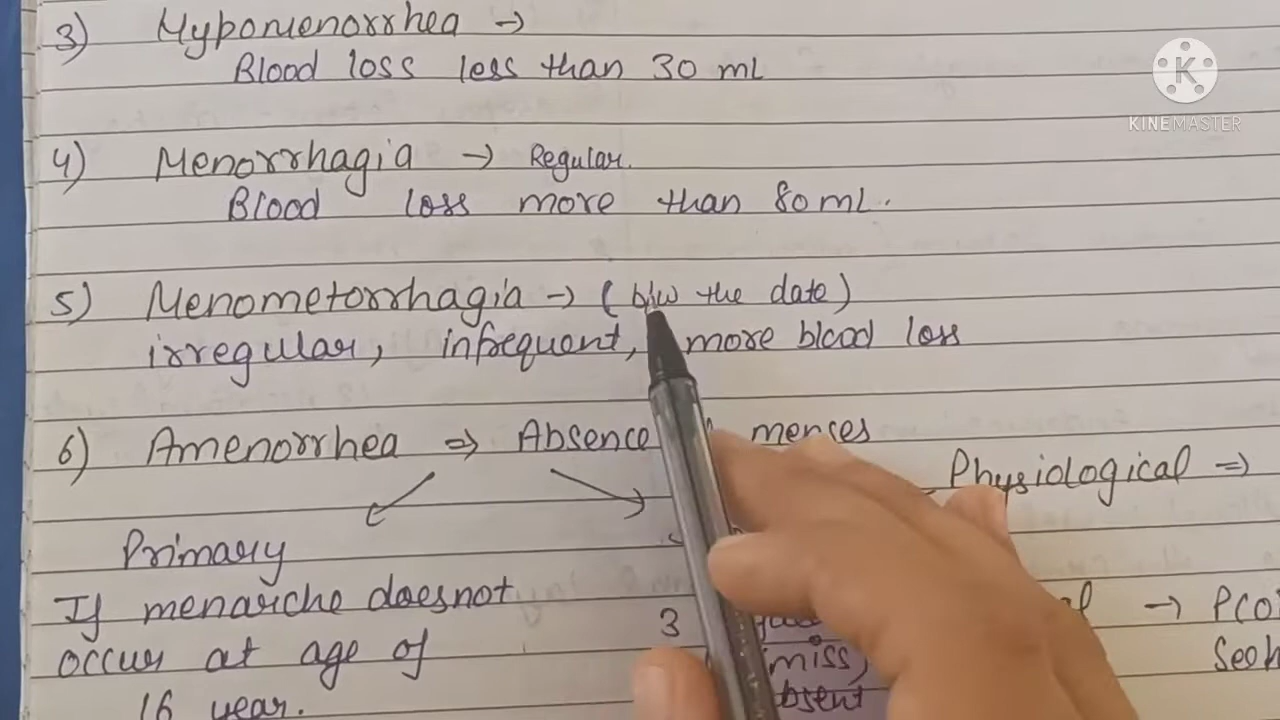 3) Hypomenorrhea →
Blood loss less than 30 mL
KINEMASTER
4) Menorrhagia → Regular.
Blood loss more than 80 mL.
5) Menometorrhagia → ( b/w the date)
irregular, infrequent, more blood loss
6) Amenorrhea ⇒ Absence menses
Physiological ⇒
Primary
If menarche doesnot
occur at age of
16 year.
3
miss,
absent
→ PCO